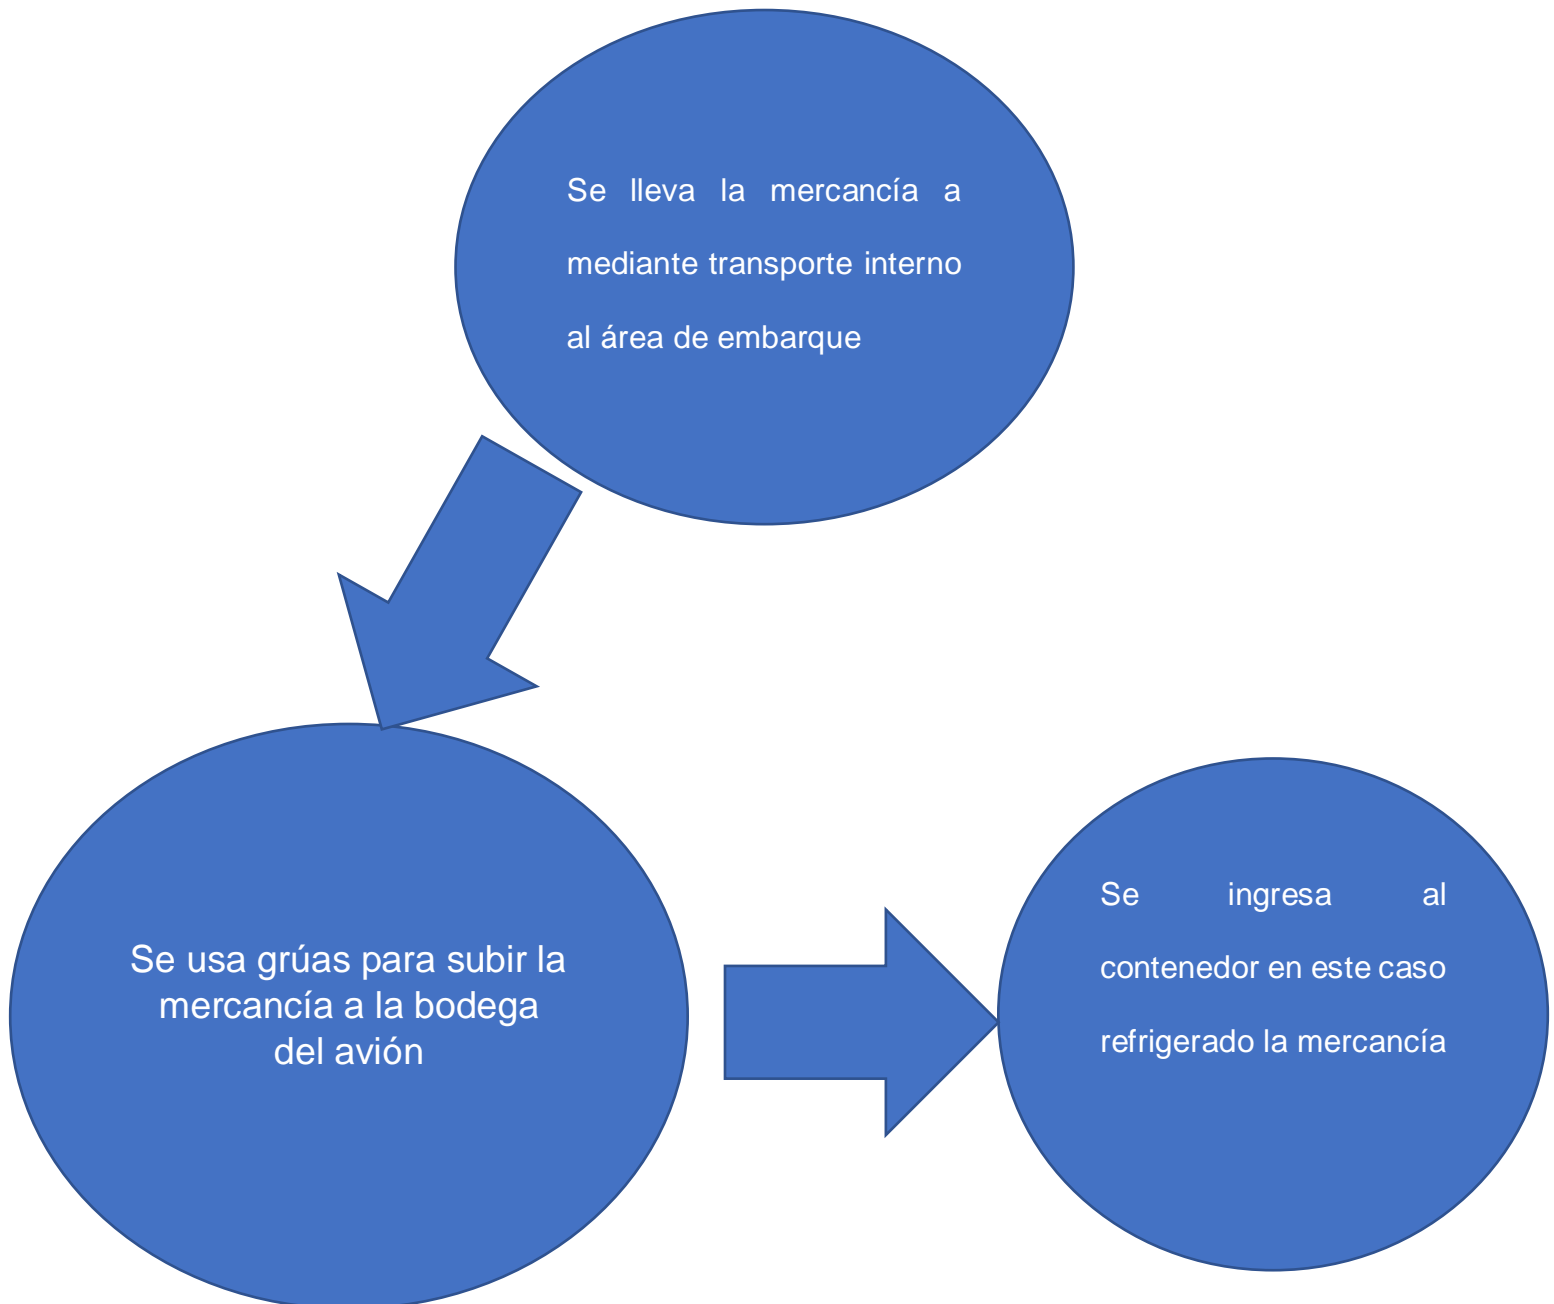 Se lleva la mercancía a
mediante transporte interno
al área de embarque
Se usa grúas para subir la
mercancía a la bodega
del avión
Se ingresa al
contenedor en este caso
refrigerado la mercancía